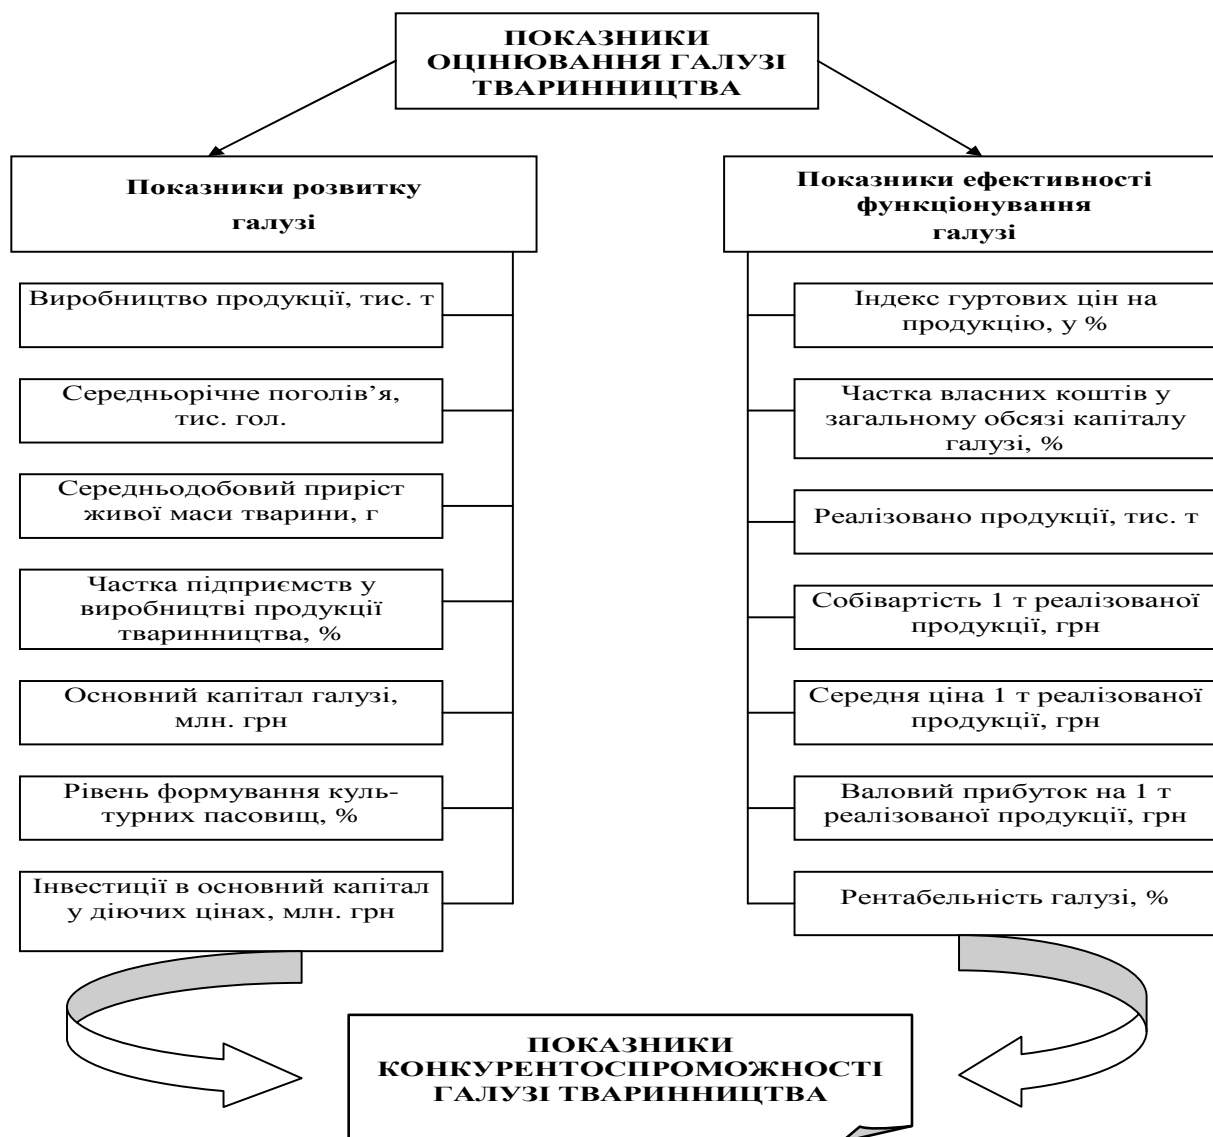 ПОКАЗНИКИ
ОЦІНЮВАННЯ ГАЛУЗІ
ТВАРИННИЦТВА
Показники розвитку
галузі
Виробництво продукції, тис. т
Середньорічне поголів’я,
тис. гол.
Середньодобовий приріст
живої маси тварини, г
Частка підприємств у
виробництві продукції
тваринництва, %
Основний капітал галузі,
млн. грн
Рівень формування куль-
турних пасовищ, %
Інвестиції в основний капітал
у діючих цінах, млн. грн
Показники ефективності
функціонування
галузі
Індекс гуртових цін на
продукцію, у %
Частка власних коштів у
загальному обсязі капіталу
галузі, %
Реалізовано продукції, тис. т
Собівартість 1 т реалізованої
продукції, грн
Середня ціна 1 т реалізованої
продукції, грн
Валовий прибуток на 1 т
реалізованої продукції, грн
Рентабельність галузі, %
ПОКАЗНИКИ
КОНКУРЕНТОСПРОМОЖНОСТІ
ГАЛУЗІ ТВАРИННИЦТВА